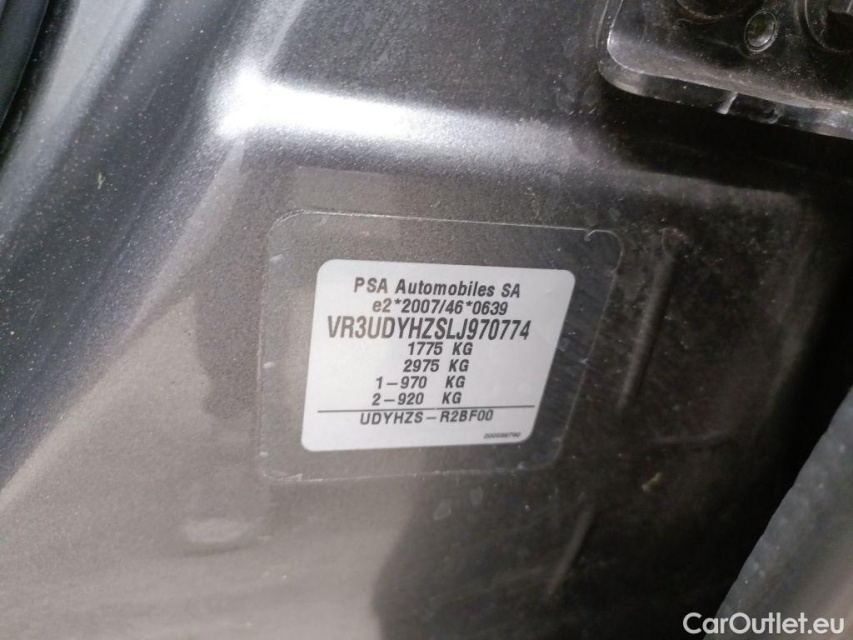 PSA Automobiles SA
e2*2007/46*0639
VR3UDYHZSLJ970774
1775 KG
2975 KG
1-970 KG
2-920 KG
UDYHZS-R2BF00
CarOutlet.eu